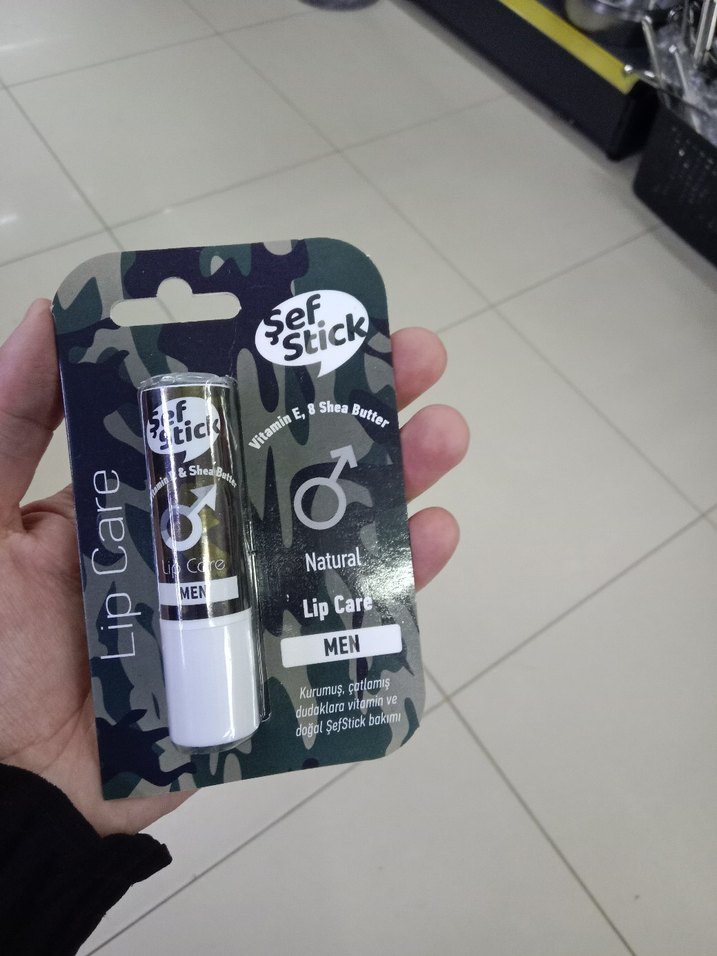 Şef
Stick
Vitamin E, 8 Shea Butter
Natural
Lip Care
MEN
Kurumuş, çatlamış
dudaklara vitamin ve
doğal ŞefStick bakımı
Lip Care
Şef
Stick
& Shea Butter
Lip Care
MEN